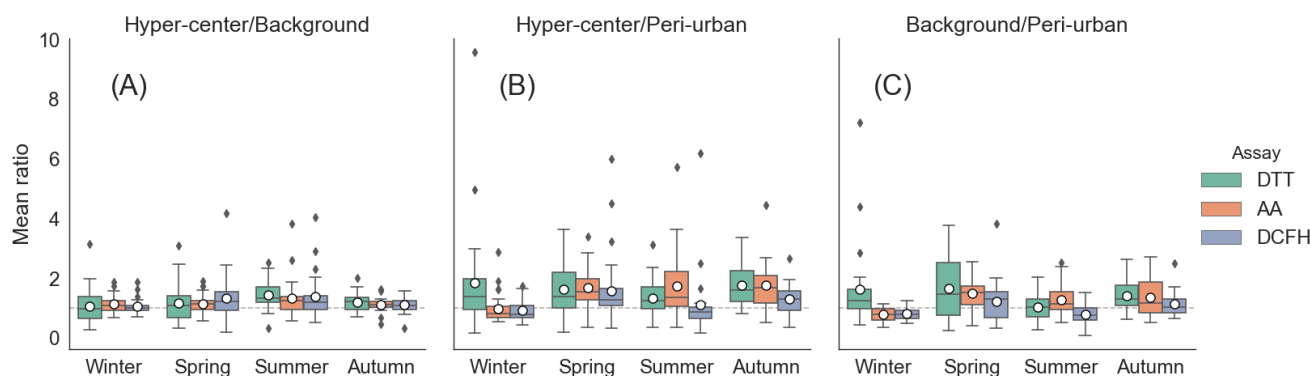 Hyper-center/Background
Hyper-center/Peri-urban
Background/Peri-urban
(A)
(B)
(C)
Mean ratio
10
8
6
4
2
0
Winter Spring Summer Autumn
Winter Spring Summer Autumn
Winter Spring Summer Autumn
Assay
DTT
AA
DCFH